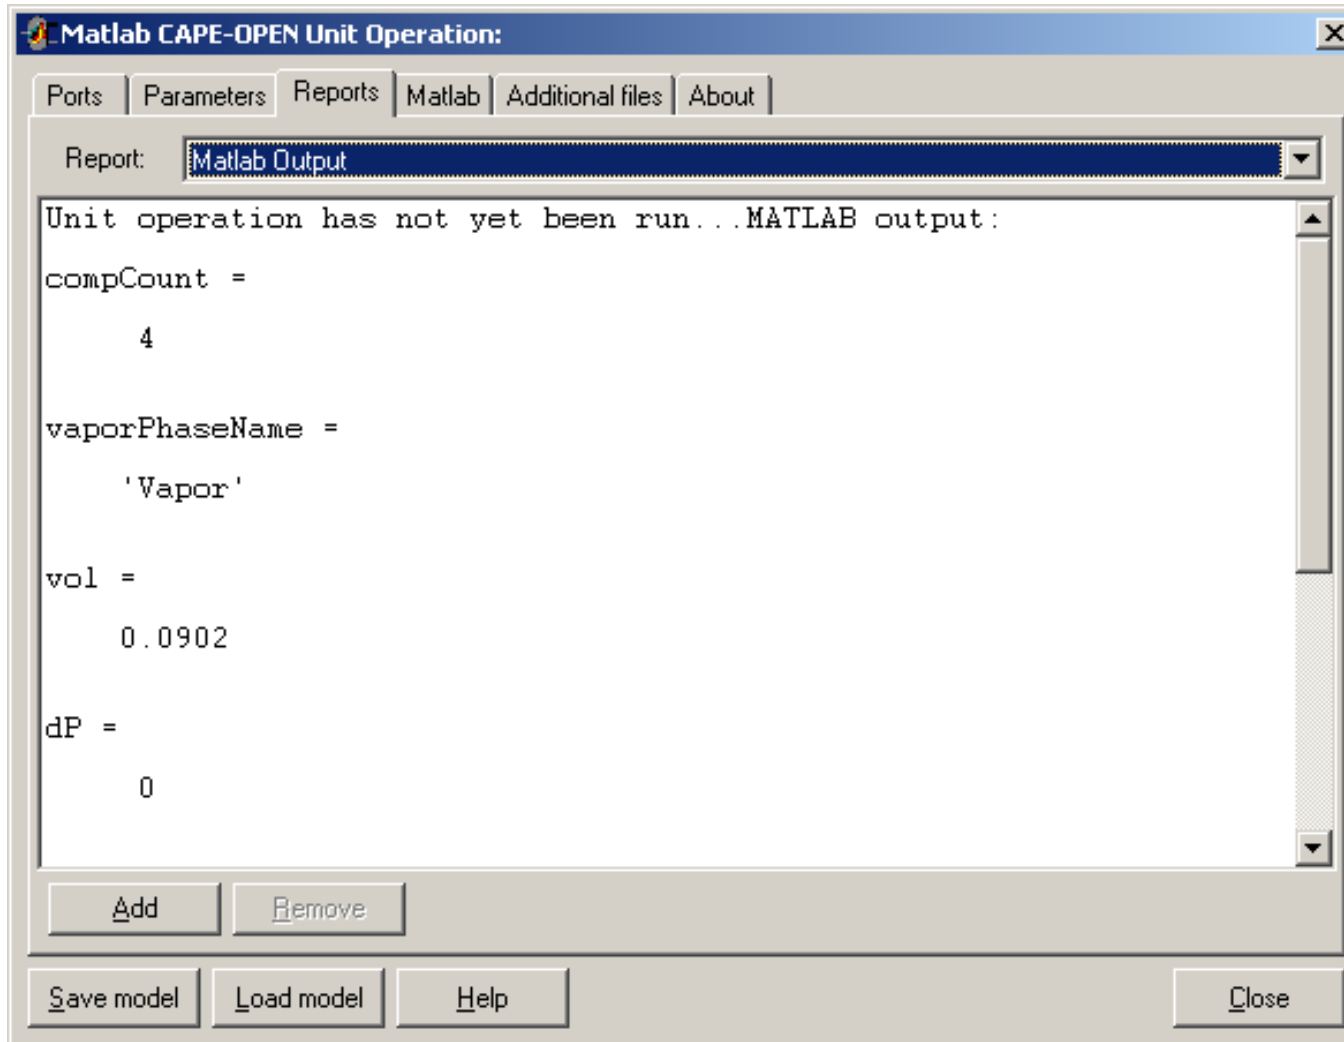 Matlab CAPE-OPEN Unit Operation:
Ports Parameters Reports Matlab Additional files About
Report: Matlab Output
Unit operation has not yet been run...MATLAB output:
compCount =
4
vaporPhaseName =
'Vapor'
vol =
0.0902
dP =
0
Add Remove
Save model Load model Help Close